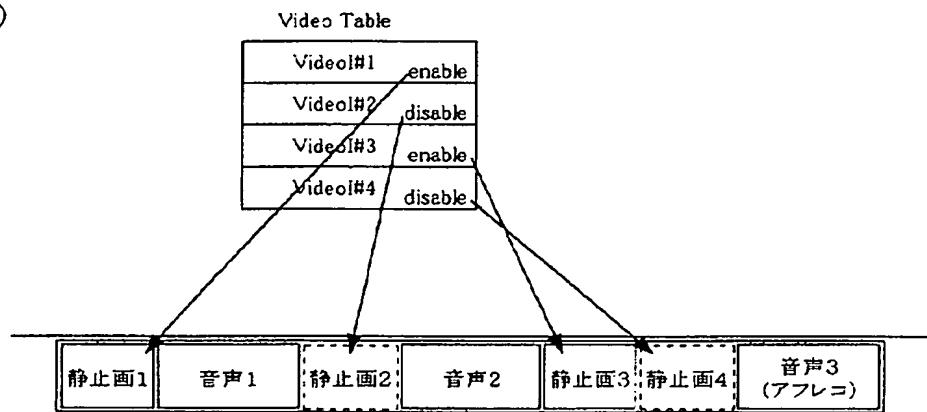 )
Video Table
VideoI#1 enable
VideoI#2 disable
VideoI#3 enable
VideoI#4 disable
静止画1 音声1 静止画2 音声2 静止画3 静止画4 音声3
(アフレコ)